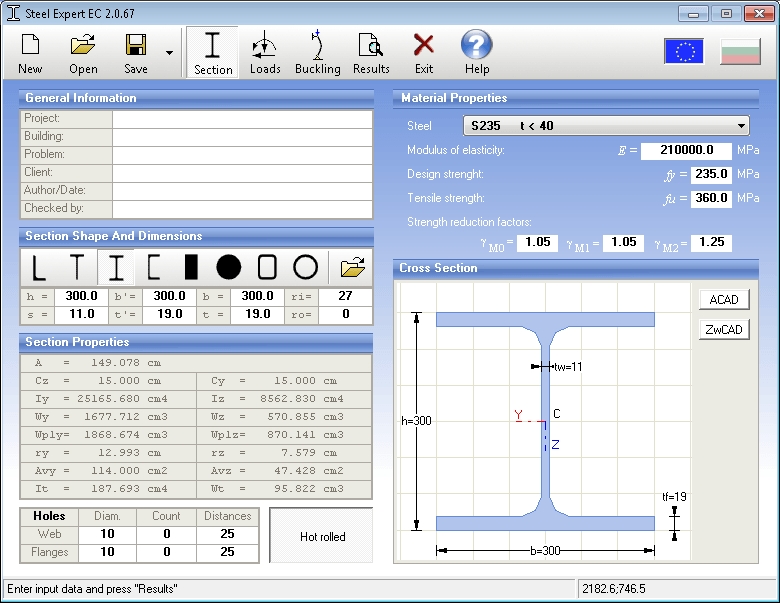 Steel Expert EC 2.0.67
New Open Save Section Loads Buckling Results Exit Help
General Information
Project:
Building:
Problem:
Client:
Author/Date:
Checked by:
Section Shape And Dimensions
h = 300.0 b'= 300.0 b = 300.0 ri= 27
s = 11.0 t'= 19.0 t = 19.0 ro= 0
Section Properties
A = 149.078 cm
Cz = 15.000 cm Cy = 15.000 cm
Iy = 25165.680 cm4 Iz = 8562.830 cm4
Wy = 1677.712 cm3 Wz = 570.855 cm3
Wply= 1868.674 cm3 Wplz= 870.141 cm3
ry = 12.993 cm rz = 7.579 cm
Avy = 114.000 cm2 Avz = 47.428 cm2
It = 187.693 cm4 Wt = 95.822 cm3
Holes Diam. Count Distances
Web 10 0 25
Flanges 10 0 25
Hot rolled
Material Properties
Steel S235 t < 40
Modulus of elasticity: E = 210000.0 MPa
Design strenght: fy = 235.0 MPa
Tensile strength: fu = 360.0 MPa
Strength reduction factors:
γM0 = 1.05 γM1 = 1.05 γM2 = 1.25
Cross Section
ACAD
ZwCAD
tw=11
Y C
h=300
Z
tf=19
b=300
Enter input data and press "Results" 2182.6;746.5